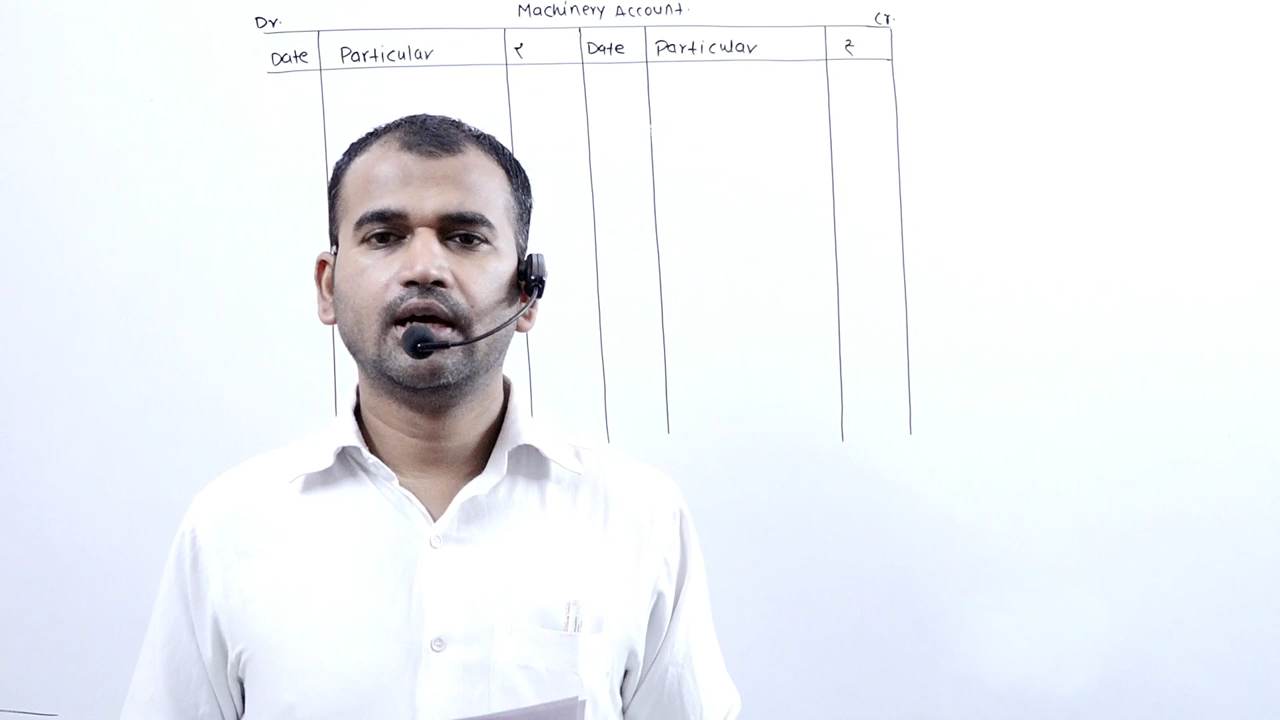 Machinery Account.
Dr. Cr.
Date Particular ₹ Date Particular ₹